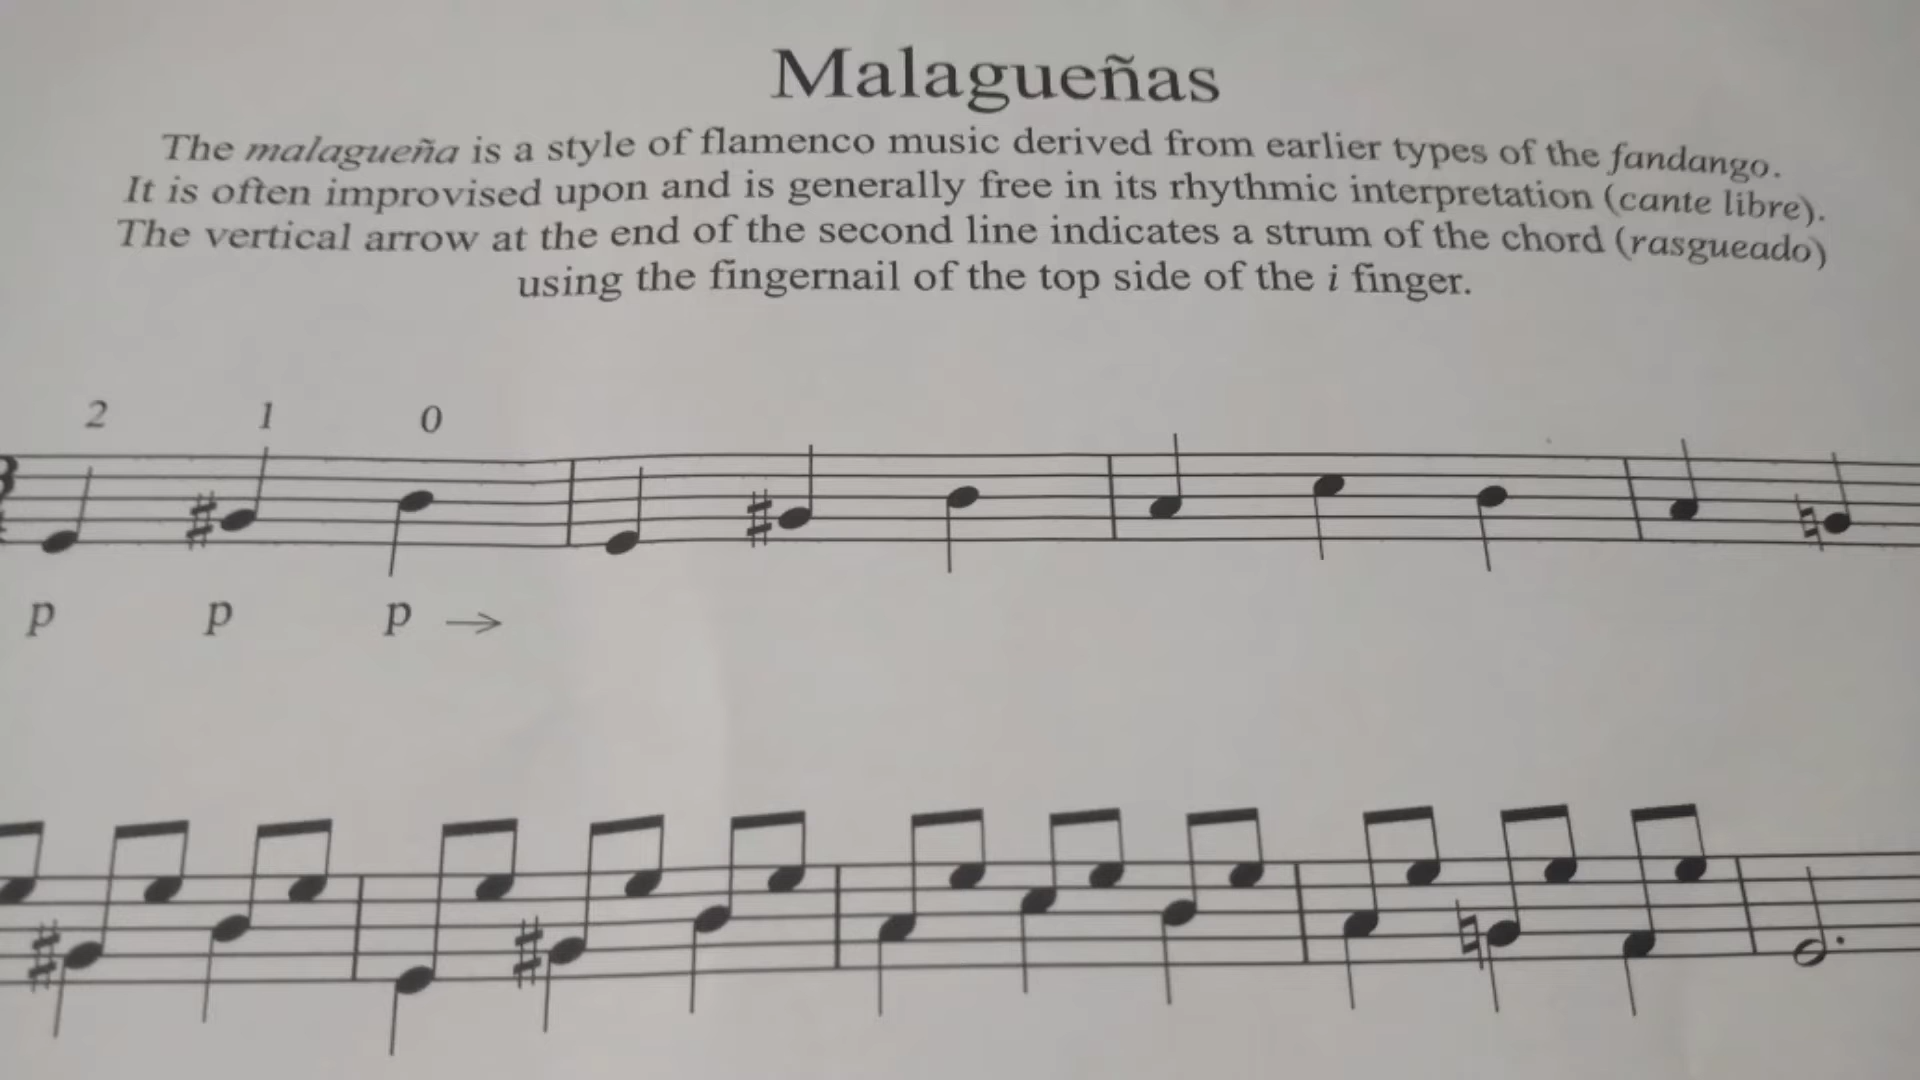 Malagueñas
The malagueña is a style of flamenco music derived from earlier types of the fandango.
It is often improvised upon and is generally free in its rhythmic interpretation (cante libre).
The vertical arrow at the end of the second line indicates a strum of the chord (rasgueado)
using the fingernail of the top side of the i finger.
2 1 0
p p p →